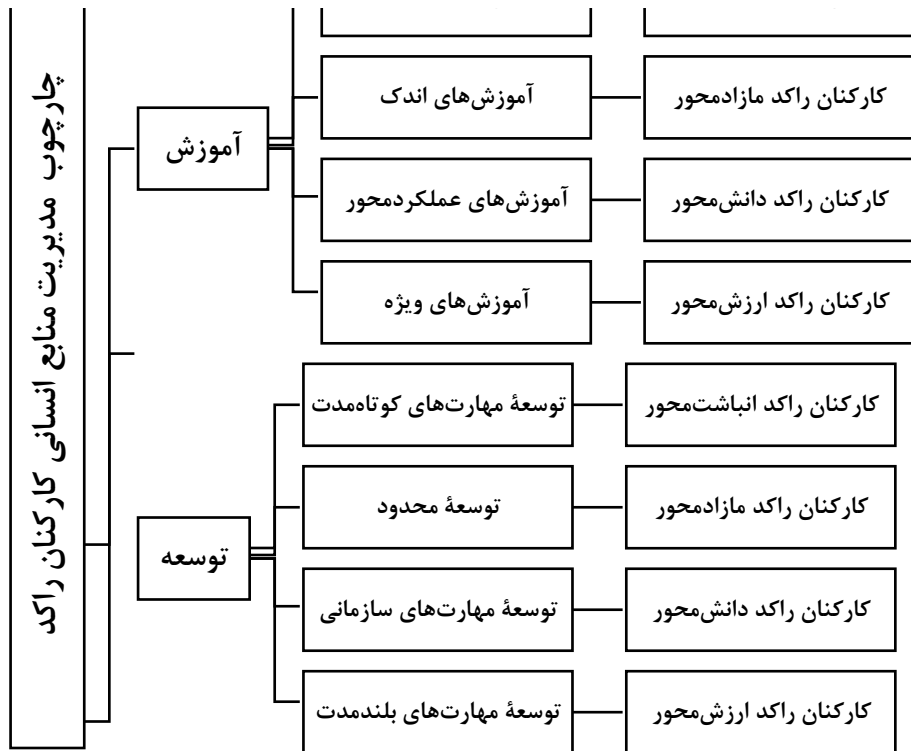 چارچوب مدیریت منابع انسانی کارکنان راکد
آموزش
آموزش‌های اندک
کارکنان راکد مازادمحور
آموزش‌های عملکردمحور
کارکنان راکد دانش‌محور
آموزش‌های ویژه
کارکنان راکد ارزش‌محور
توسعه
توسعهٔ مهارت‌های کوتاه‌مدت
کارکنان راکد انباشت‌محور
توسعهٔ محدود
کارکنان راکد مازادمحور
توسعهٔ مهارت‌های سازمانی
کارکنان راکد دانش‌محور
توسعهٔ مهارت‌های بلندمدت
کارکنان راکد ارزش‌محور